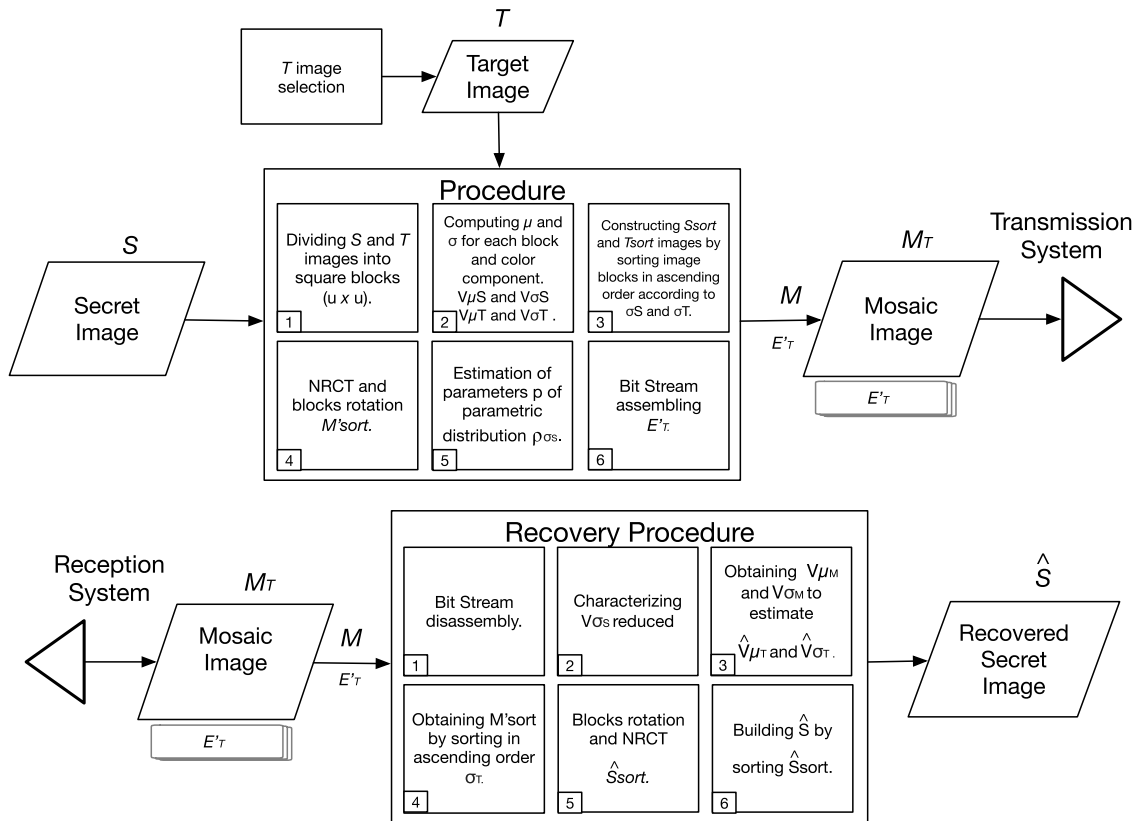 T
T image
selection
Target
Image
Procedure
Dividing S and T
images into
square blocks
(u x u).
1
Computing μ and
σ for each block
and color
component.
VμS and VσS
VμT and VσT .
2
Constructing Ssort
and Tsort images by
sorting image
blocks in ascending
order according to
σS and σT.
3
NRCT and
blocks rotation
M'sort.
4
Estimation of
parameters p of
parametric
distribution ρσs.
5
Bit Stream
assembling
E'T.
6
S
Secret
Image
M
E'T
MT
Mosaic
Image
E'T
Transmission
System
Reception
System
MT
Mosaic
Image
E'T
M
E'T
Recovery Procedure
Bit Stream
disassembly.
1
Characterizing
Vσs reduced
2
Obtaining VμM
and VσM to
estimate
V̂μT and V̂σT .
3
Obtaining M'sort
by sorting in
ascending order
σT.
4
Blocks rotation
and NRCT
Ŝsort.
5
Building Ŝ by
sorting Ŝsort.
6
Ŝ
Recovered
Secret
Image